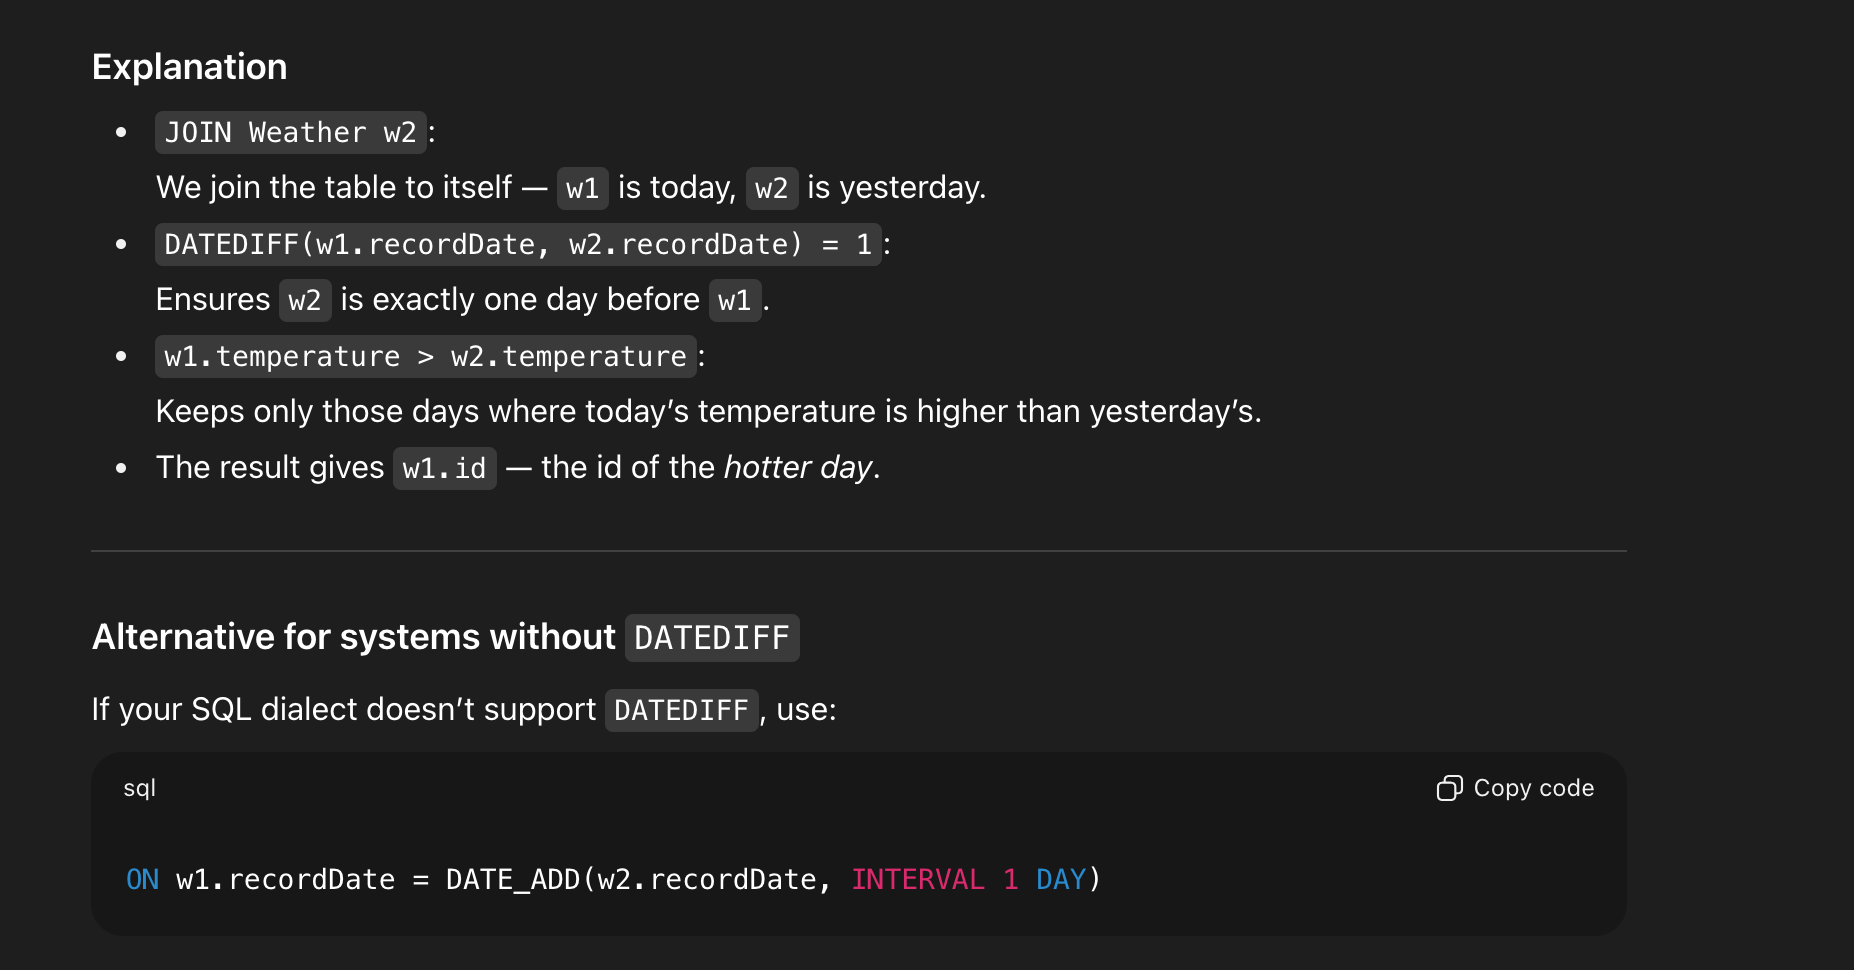 Explanation
• JOIN Weather w2:
We join the table to itself — w1 is today, w2 is yesterday.
• DATEDIFF(w1.recordDate, w2.recordDate) = 1:
Ensures w2 is exactly one day before w1.
• w1.temperature > w2.temperature:
Keeps only those days where today’s temperature is higher than yesterday’s.
• The result gives w1.id — the id of the hotter day.
Alternative for systems without DATEDIFF
If your SQL dialect doesn’t support DATEDIFF, use:
sql
Copy code
ON w1.recordDate = DATE_ADD(w2.recordDate, INTERVAL 1 DAY)